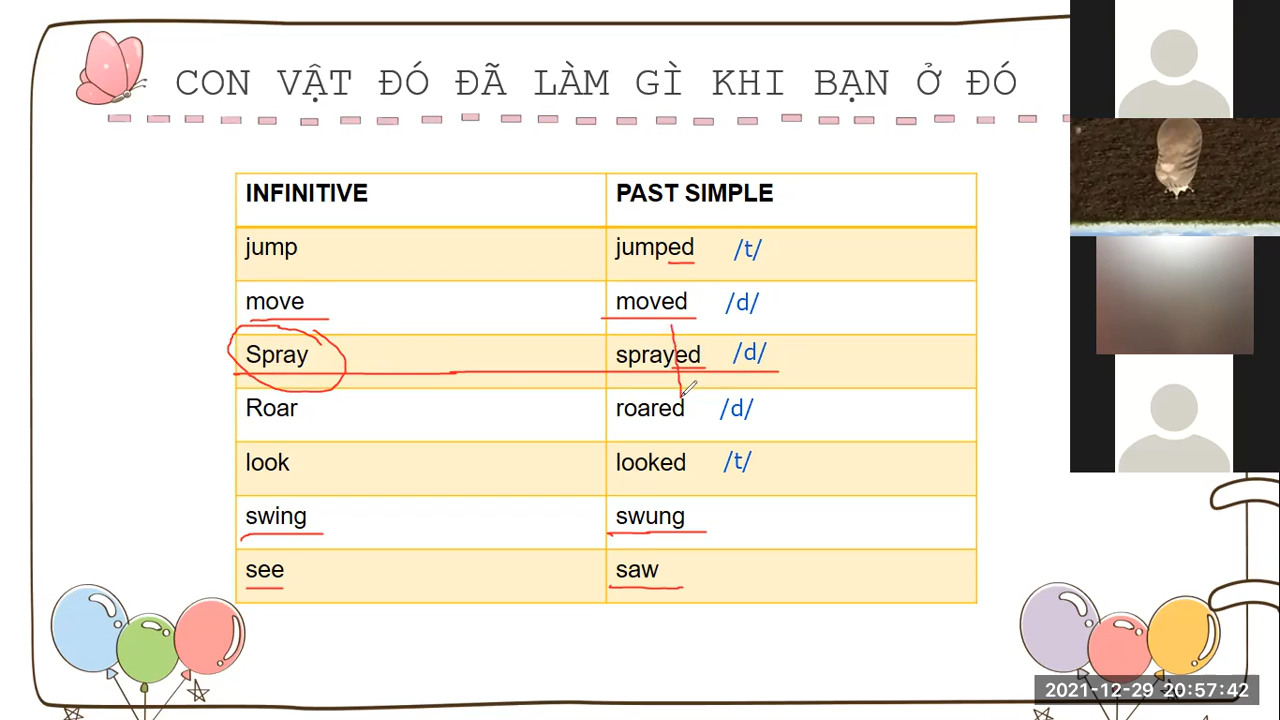 CON VẬT ĐÓ ĐÃ LÀM GÌ KHI BẠN Ở ĐÓ
INFINITIVE PAST SIMPLE
jump jumped /t/
move moved /d/
Spray sprayed /d/
Roar roared /d/
look looked /t/
swing swung
see saw
2021-12-29 20:57:42